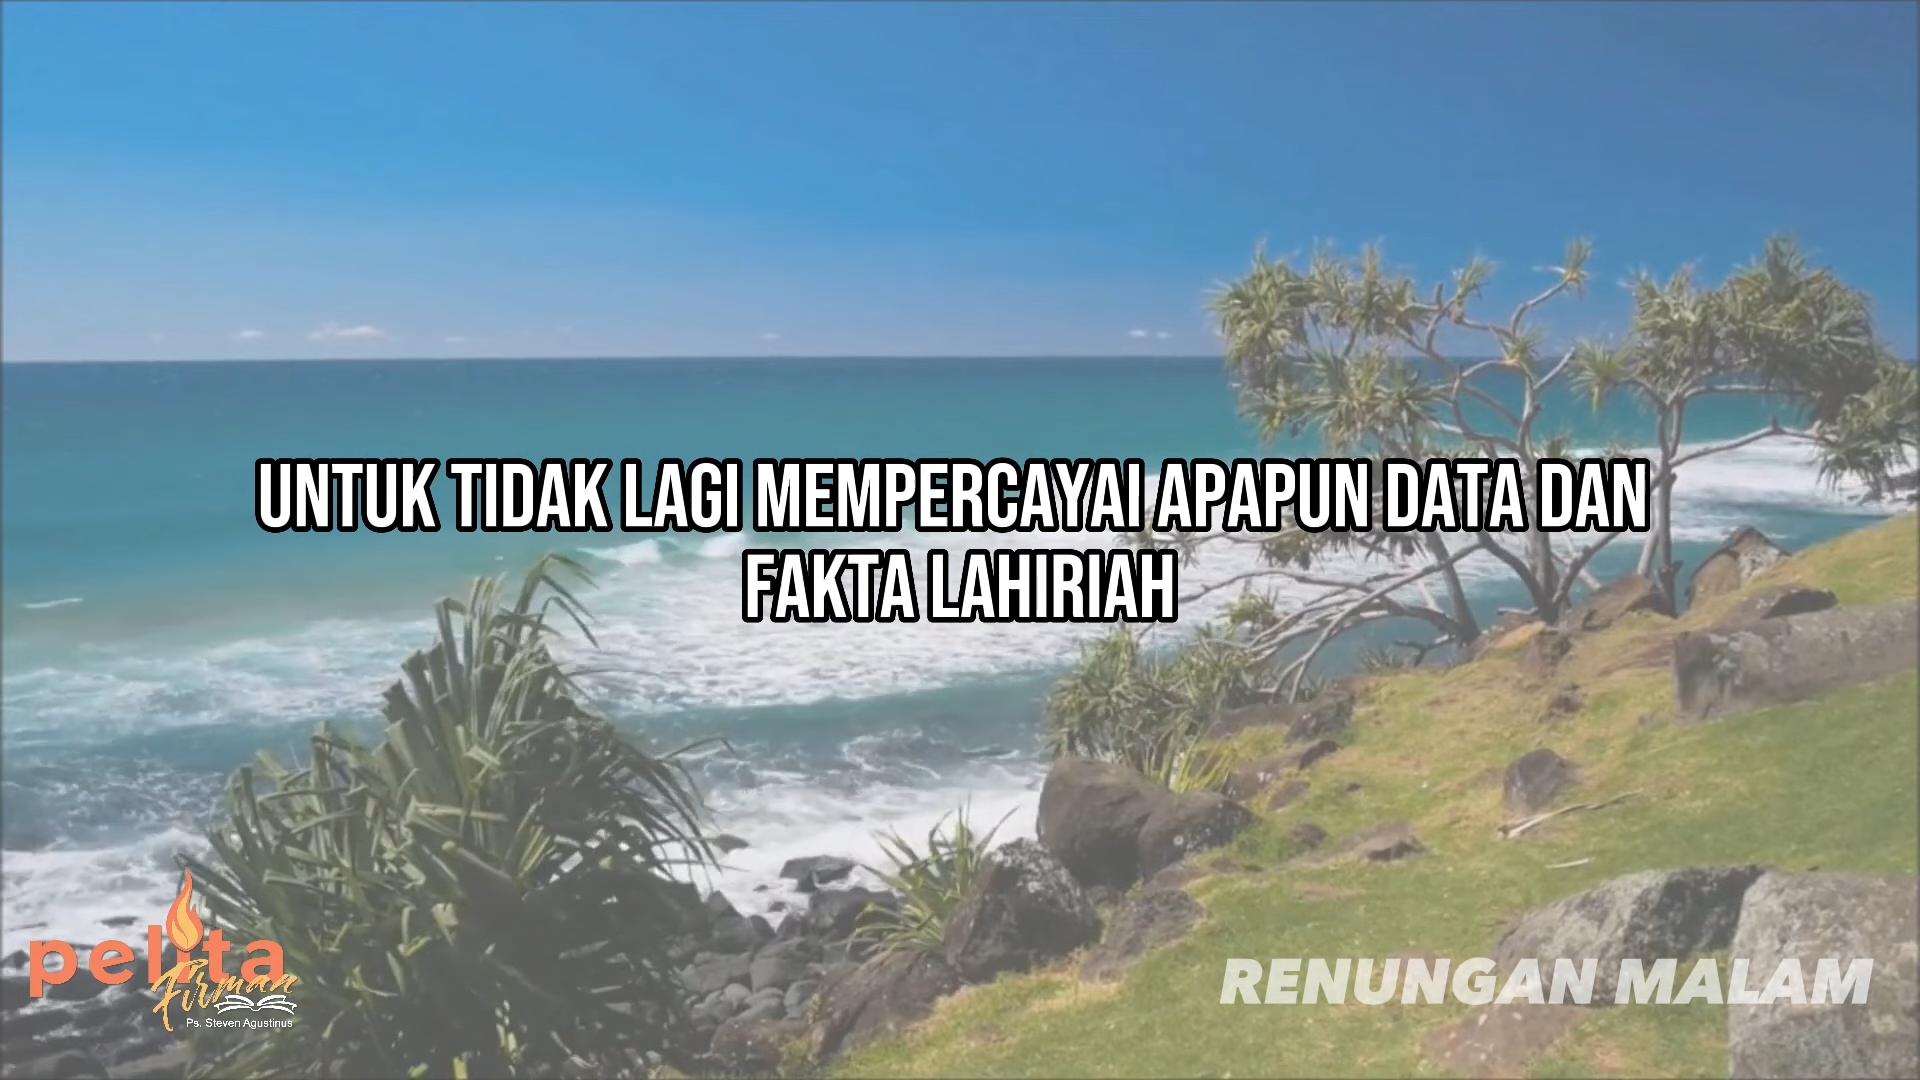 UNTUK TIDAK LAGI MEMPERCAYAI APAPUN DATA DAN
FAKTA LAHIRIAH
pelita
Firman
Ps. Steven Agustinus
RENUNGAN MALAM